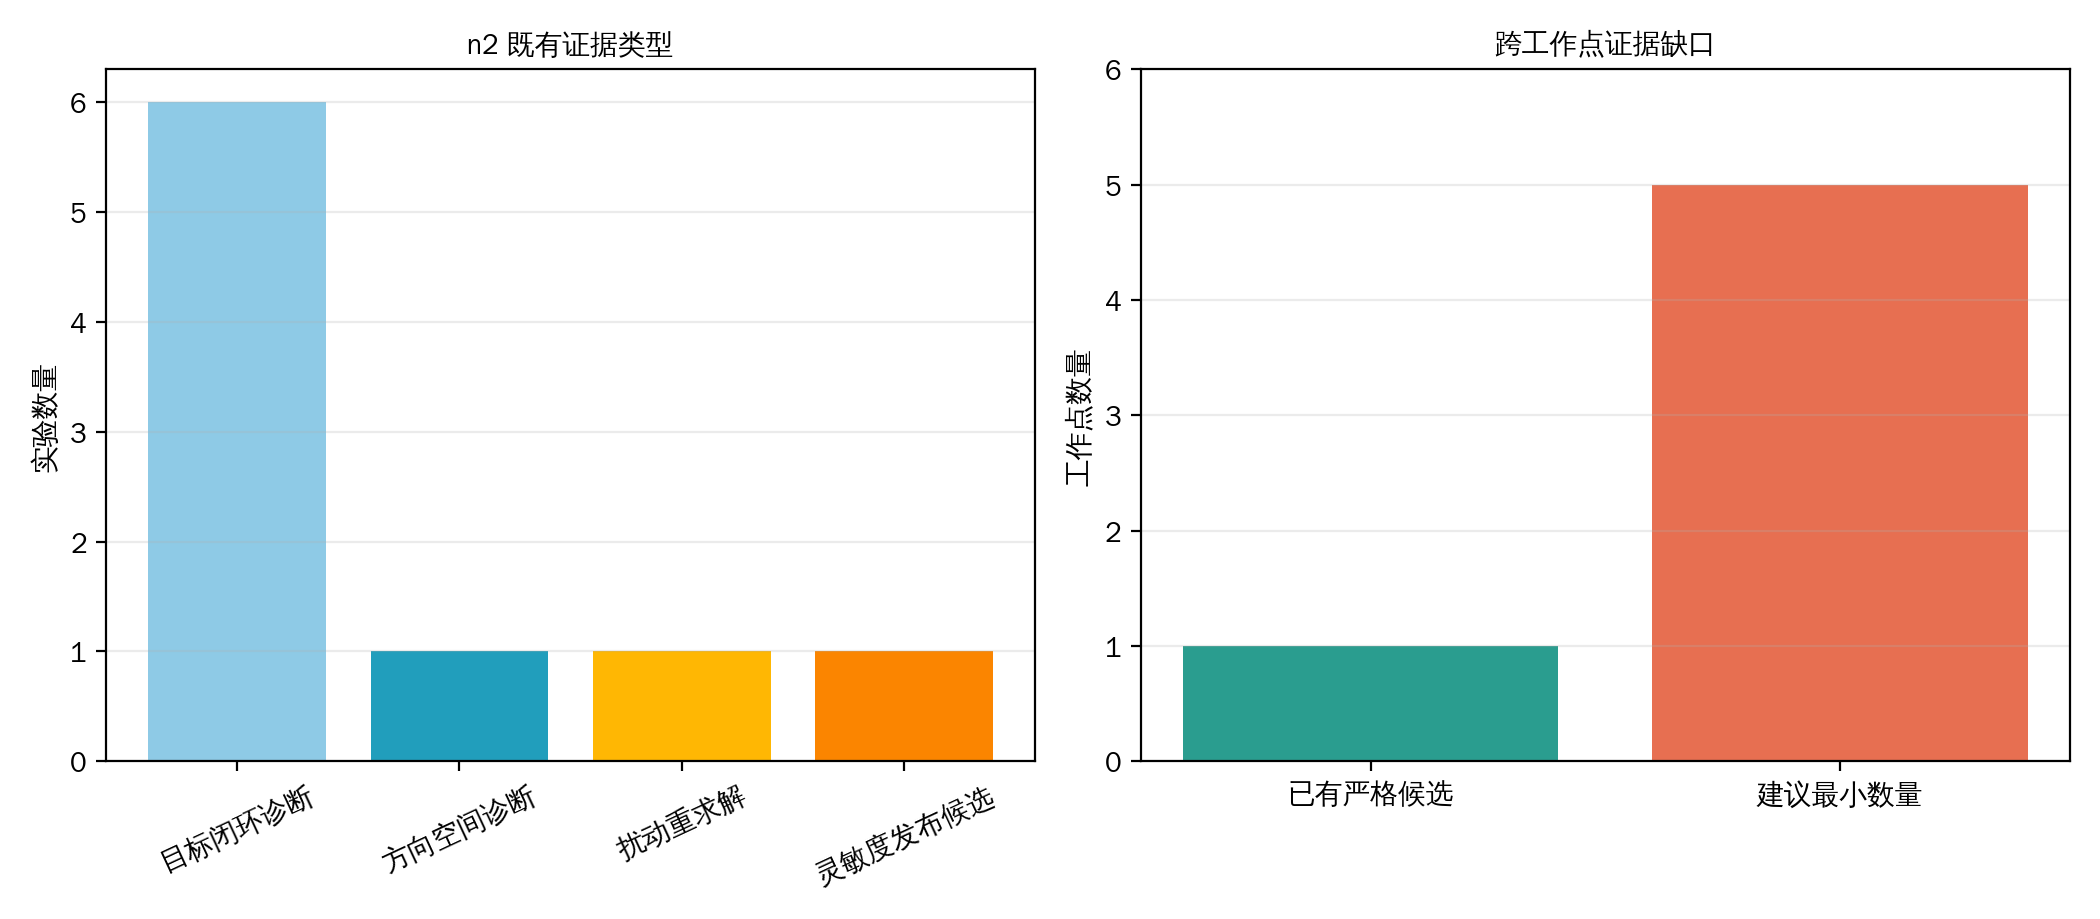 n2 既有证据类型
实验数量
6
5
4
3
2
1
0
目标闭环诊断
方向空间诊断
扰动重求解
灵敏度发布候选
跨工作点证据缺口
工作点数量
6
5
4
3
2
1
0
已有严格候选
建议最小数量